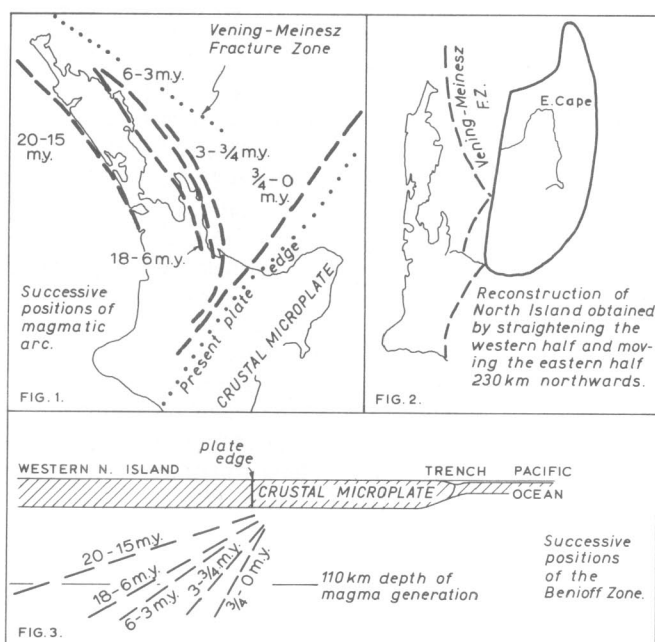 Vening-Meinesz
Fracture Zone
6-3 m.y.
20-15
m.y.
3-3/4 m.y.
3/4-0
m.y.
18-6 m.y.
Successive
positions of
magmatic
arc.
Present plate edge
CRUSTAL MICROPLATE
FIG. 1.
Vening-Meinesz
F.Z.
E. Cape
Reconstruction of
North Island obtained
by straightening the
western half and mov-
ing the eastern half
230 km northwards.
FIG. 2.
plate
edge
WESTERN N. ISLAND
CRUSTAL MICROPLATE
TRENCH
PACIFIC
OCEAN
20-15 m.y.
18-6 m.y.
6-3 m.y.
3-3/4 m.y.
3/4-0 m.y.
110 km depth of
magma generation
Successive
positions
of the
Benioff Zone.
FIG. 3.